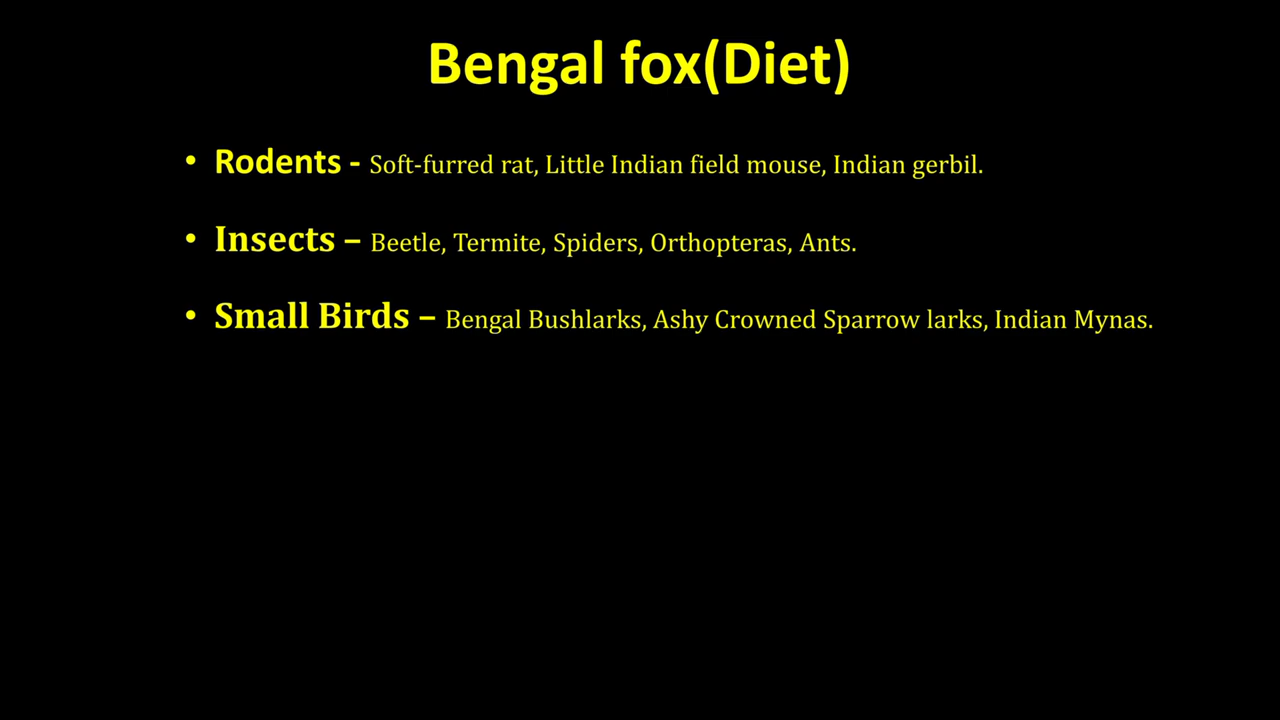 Bengal fox(Diet)
• Rodents - Soft-furred rat, Little Indian field mouse, Indian gerbil.
• Insects – Beetle, Termite, Spiders, Orthopteras, Ants.
• Small Birds – Bengal Bushlarks, Ashy Crowned Sparrow larks, Indian Mynas.